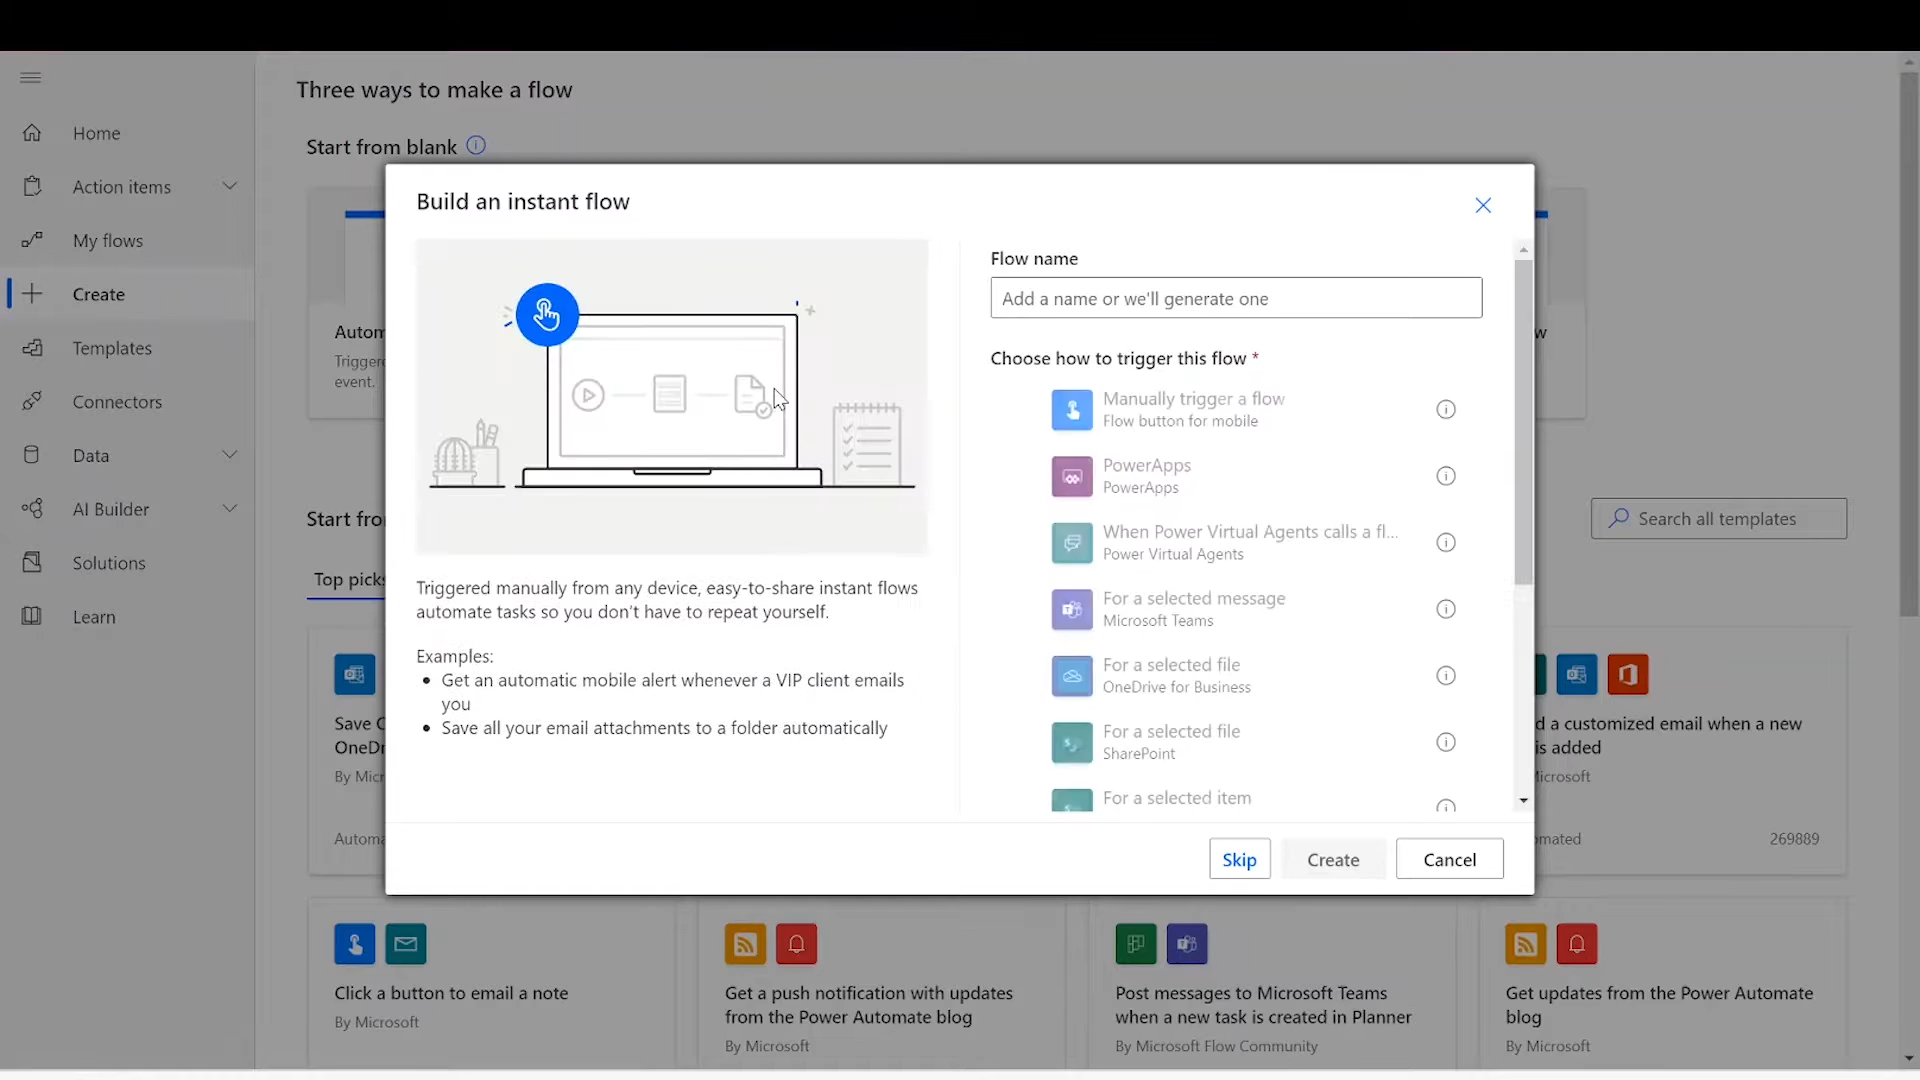 Three ways to make a flow
Start from blank
Home
Action items
My flows
Create
Templates
Connectors
Data
AI Builder
Solutions
Learn
Build an instant flow
Triggered manually from any device, easy-to-share instant flows
automate tasks so you don't have to repeat yourself.
Examples:
• Get an automatic mobile alert whenever a VIP client emails
you
• Save all your email attachments to a folder automatically
Flow name
Add a name or we'll generate one
Choose how to trigger this flow *
Manually trigger a flow
Flow button for mobile
PowerApps
PowerApps
When Power Virtual Agents calls a fl...
Power Virtual Agents
For a selected message
Microsoft Teams
For a selected file
OneDrive for Business
For a selected file
SharePoint
For a selected item
Skip
Create
Cancel
event.
Search all templates
Top picks
Save
By
d a customized email when a new
is added
269889
Click a button to email a note
By Microsoft
Get a push notification with updates
from the Power Automate blog
By Microsoft
Post messages to Microsoft Teams
when a new task is created in Planner
By Microsoft Flow Community
Get updates from the Power Automate
blog
By Microsoft